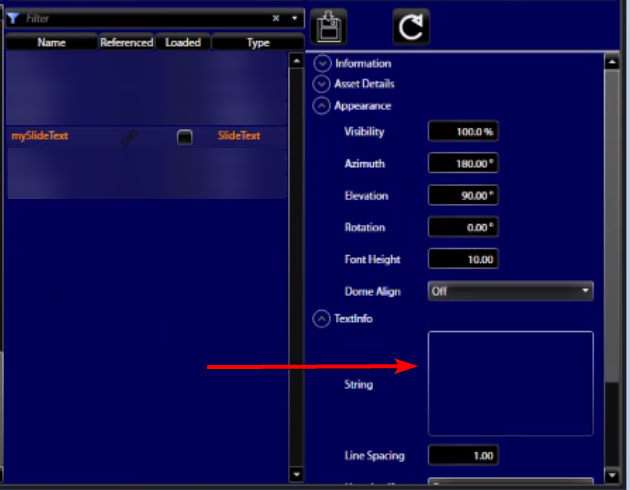 Filter
Name Referenced Loaded Type
mySlideText SlideText
Information
Asset Details
Appearance
Visibility 100.0 %
Azimuth 180.00 °
Elevation 90.00 °
Rotation 0.00 °
Font Height 10.00
Dome Align Off
TextInfo
String
Line Spacing 1.00